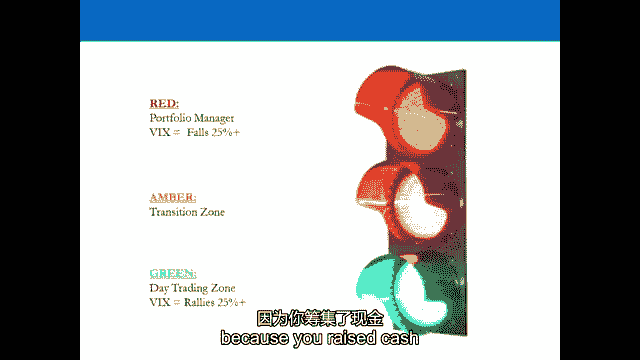 RED:
Portfolio Manager
VIX = Falls 25%+
AMBER:
Transition Zone
GREEN:
Day Trading Zone
VIX = Rallies 25%+
因为你筹集了现金
because you raised cash